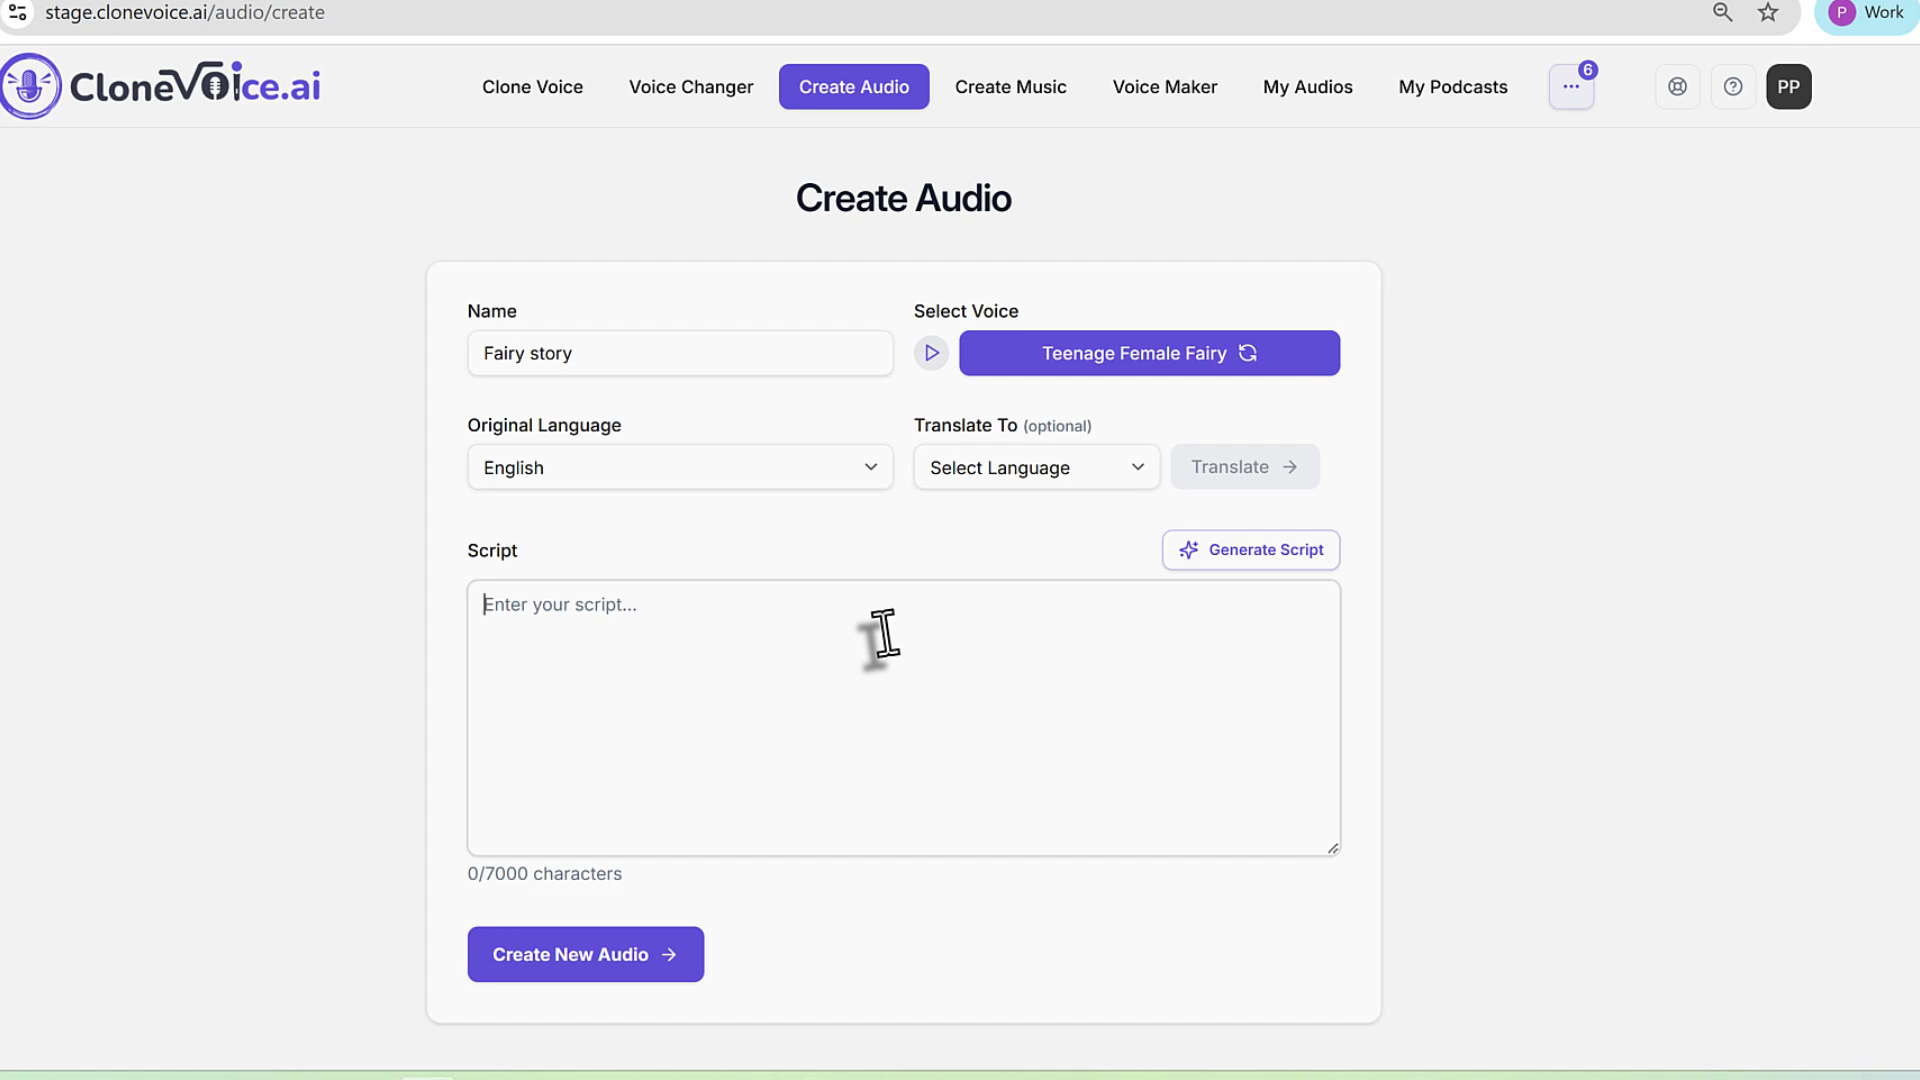 stage.clonevoice.ai/audio/create
P Work
CloneVoice.ai
Clone Voice
Voice Changer
Create Audio
Create Music
Voice Maker
My Audios
My Podcasts
6
PP
Create Audio
Name
Select Voice
Fairy story
Teenage Female Fairy
Original Language
Translate To (optional)
English
Select Language
Translate
Script
Generate Script
Enter your script...
0/7000 characters
Create New Audio